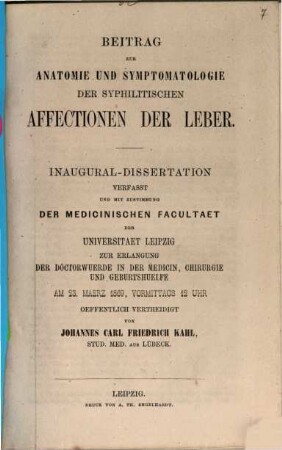 7
BEITRAG
ZUR
ANATOMIE UND SYMPTOMATOLOGIE
DER SYPHILITISCHEN
AFFECTIONEN DER LEBER.
INAUGURAL-DISSERTATION
VERFASST
UND MIT ZUSTIMMUNG
DER MEDICINISCHEN FACULTAET
DER
UNIVERSITAET LEIPZIG
ZUR ERLANGUNG
DER DOCTORWUERDE IN DER MEDICIN, CHIRURGIE
UND GEBURTSHUELFE
AM 22. MAERZ 1869, VORMITTAGS 12 UHR
OEFFENTLICH VERTHEIDIGT
VON
JOHANNES CARL FRIEDRICH KAHL,
STUD. MED. AUS LÜBECK.
LEIPZIG.
DRUCK VON A. TH. ENGELHARDT.